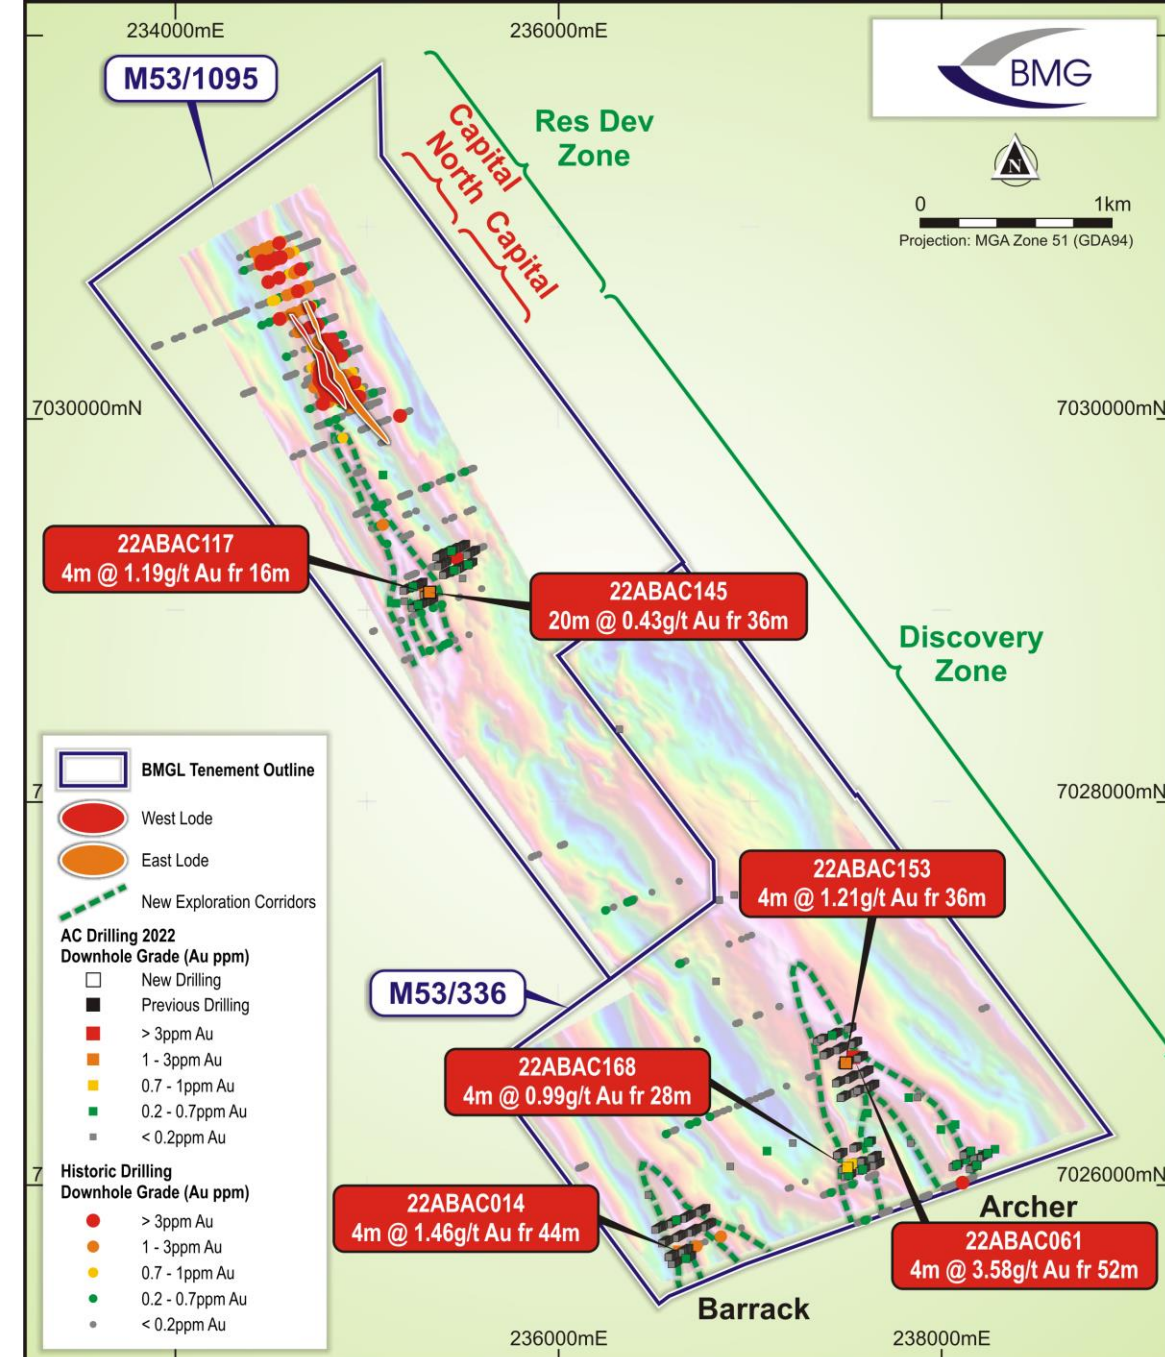 234000mE
236000mE
M53/1095
BMG
Res Dev
Zone
Capital
North
Capital
N
0
1km
Projection: MGA Zone 51 (GDA94)
7030000mN
7030000mN
22ABAC117
4m @ 1.19g/t Au fr 16m
22ABAC145
20m @ 0.43g/t Au fr 36m
Discovery
Zone
7
7028000mN
BMGL Tenement Outline
West Lode
East Lode
New Exploration Corridors
AC Drilling 2022
Downhole Grade (Au ppm)
New Drilling
Previous Drilling
> 3ppm Au
1 - 3ppm Au
0.7 - 1ppm Au
0.2 - 0.7ppm Au
< 0.2ppm Au
Historic Drilling
Downhole Grade (Au ppm)
> 3ppm Au
1 - 3ppm Au
0.7 - 1ppm Au
0.2 - 0.7ppm Au
< 0.2ppm Au
22ABAC153
4m @ 1.21g/t Au fr 36m
M53/336
22ABAC168
4m @ 0.99g/t Au fr 28m
7
7026000mN
22ABAC014
4m @ 1.46g/t Au fr 44m
Archer
22ABAC061
4m @ 3.58g/t Au fr 52m
Barrack
236000mE
238000mE